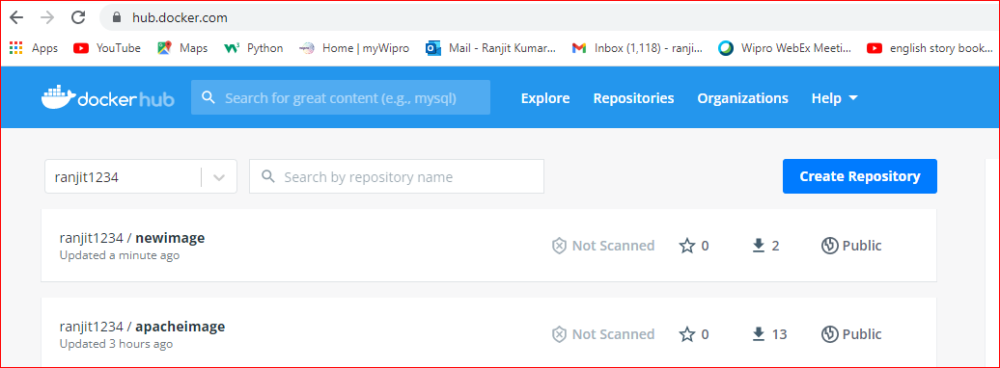 hub.docker.com
Apps YouTube Maps Python Home | myWipro Mail - Ranjit Kumar... Inbox (1,118) - ranji... Wipro WebEx Meeti... english story book...
dockerhub Search for great content (e.g., mysql) Explore Repositories Organizations Help
ranjit1234 Search by repository name Create Repository
ranjit1234 / newimage Not Scanned 0 2 Public
Updated a minute ago
ranjit1234 / apacheimage Not Scanned 0 13 Public
Updated 3 hours ago